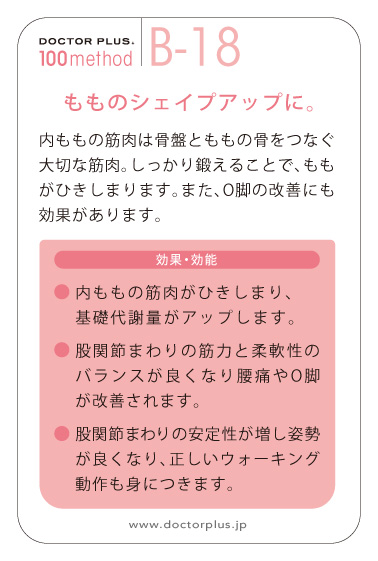 DOCTOR PLUS®
100method
B-18
もものシェイプアップに。
内ももの筋肉は骨盤とももの骨をつなぐ
大切な筋肉。しっかり鍛えることで、もも
がひきしまります。また、O脚の改善にも
効果があります。
効果・効能
● 内ももの筋肉がひきしまり、
基礎代謝量がアップします。
● 股関節まわりの筋力と柔軟性の
バランスが良くなり腰痛やO脚
が改善されます。
● 股関節まわりの安定性が増し姿勢
が良くなり、正しいウォーキング
動作も身につきます。
www.doctorplus.jp